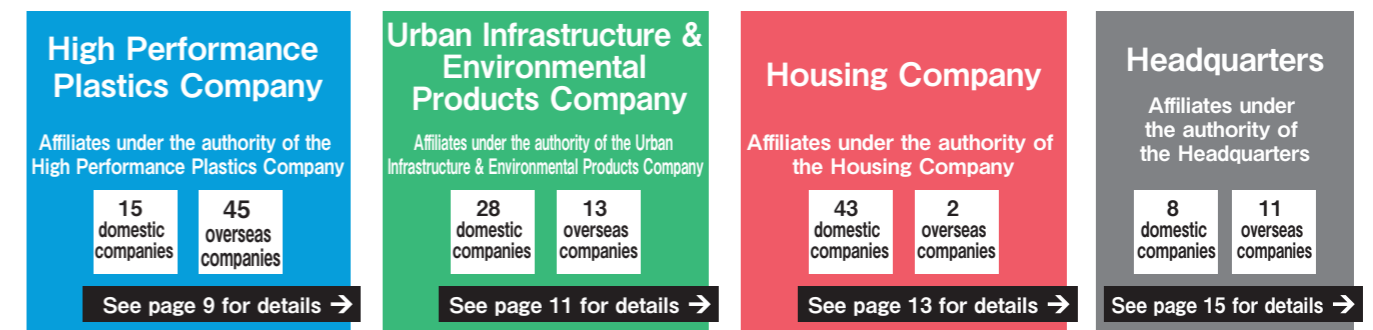 High Performance
Plastics Company
Affiliates under the authority of the
High Performance Plastics Company
15
domestic
companies
45
overseas
companies
See page 9 for details →
Urban Infrastructure &
Environmental
Products Company
Affiliates under the authority of the Urban
Infrastructure & Environmental Products Company
28
domestic
companies
13
overseas
companies
See page 11 for details →
Housing Company
Affiliates under the authority of
the Housing Company
43
domestic
companies
2
overseas
companies
See page 13 for details →
Headquarters
Affiliates under
the authority of
the Headquarters
8
domestic
companies
11
overseas
companies
See page 15 for details →